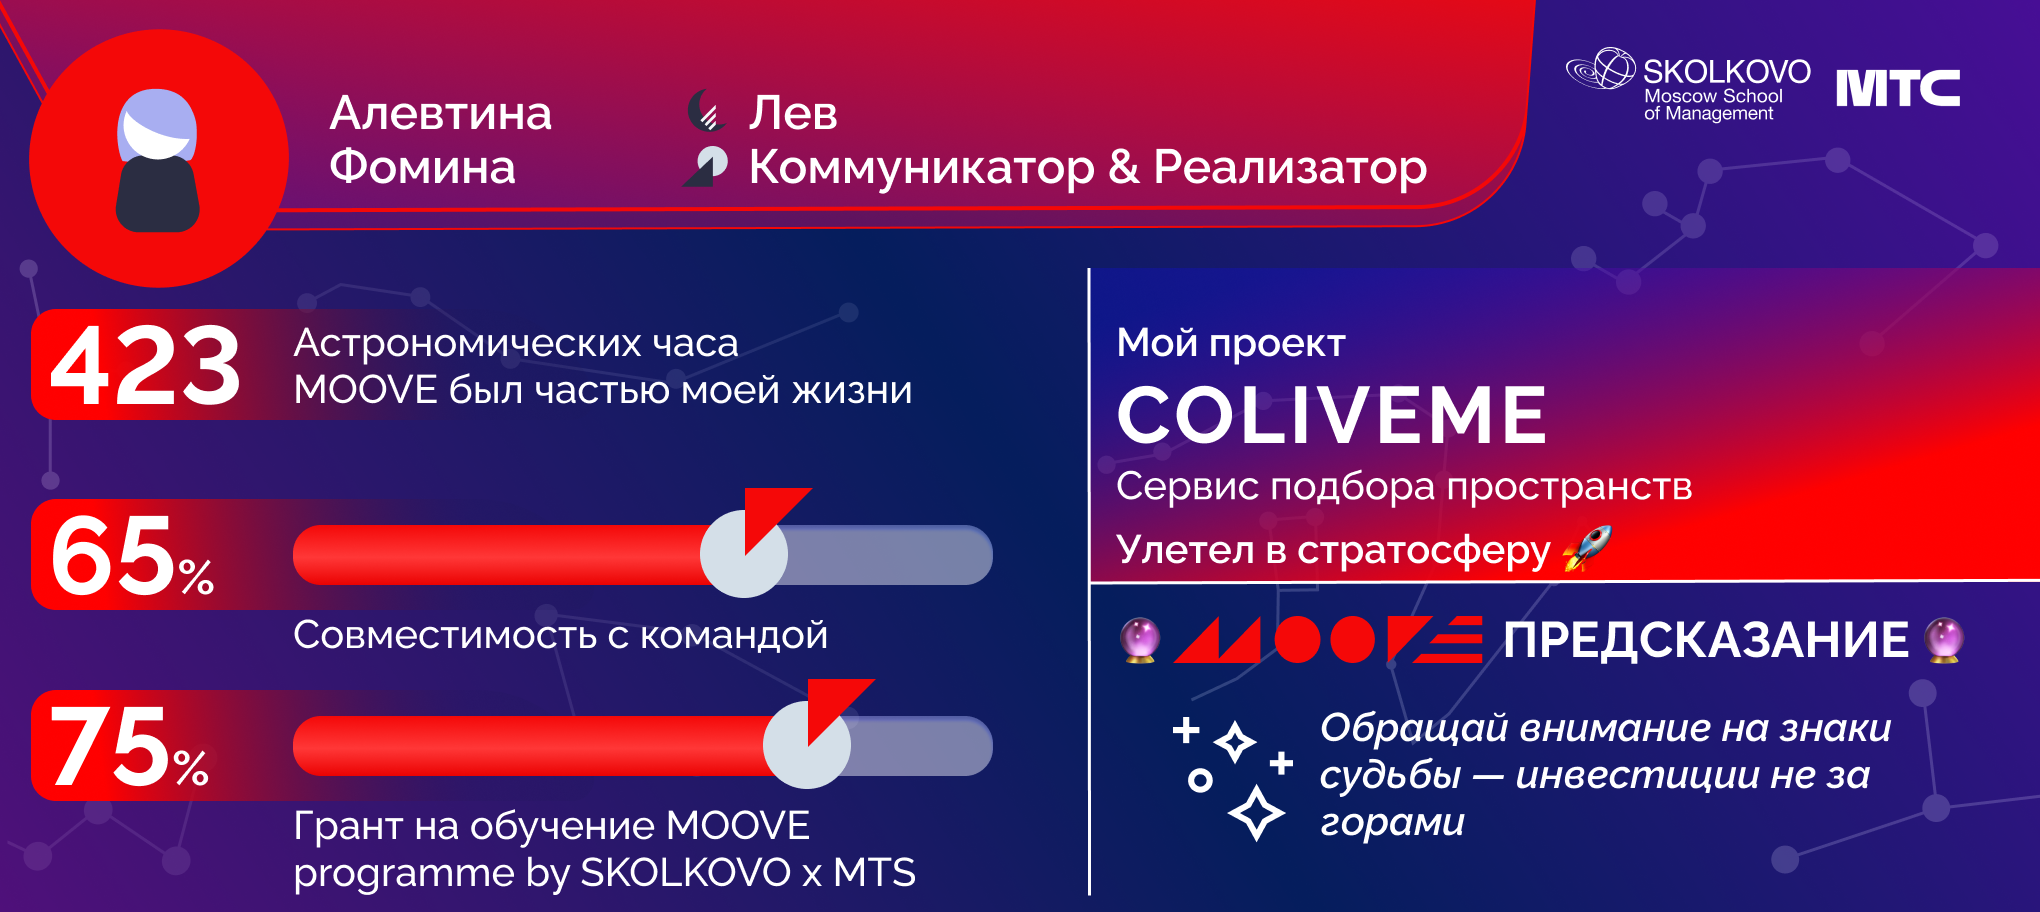 Алевтина
Фомина
Лев
Коммуникатор & Реализатор
SKOLKOVO
Moscow School
of Management
МТС
423
Астрономических часа
MOOVE был частью моей жизни
65%
Совместимость с командой
75%
Грант на обучение MOOVE
programme by SKOLKOVO x MTS
Мой проект
COLIVEME
Сервис подбора пространств
Улетел в стратосферу 🚀
🔮 MOOVE ПРЕДСКАЗАНИЕ 🔮
Обращай внимание на знаки
судьбы — инвестиции не за
горами